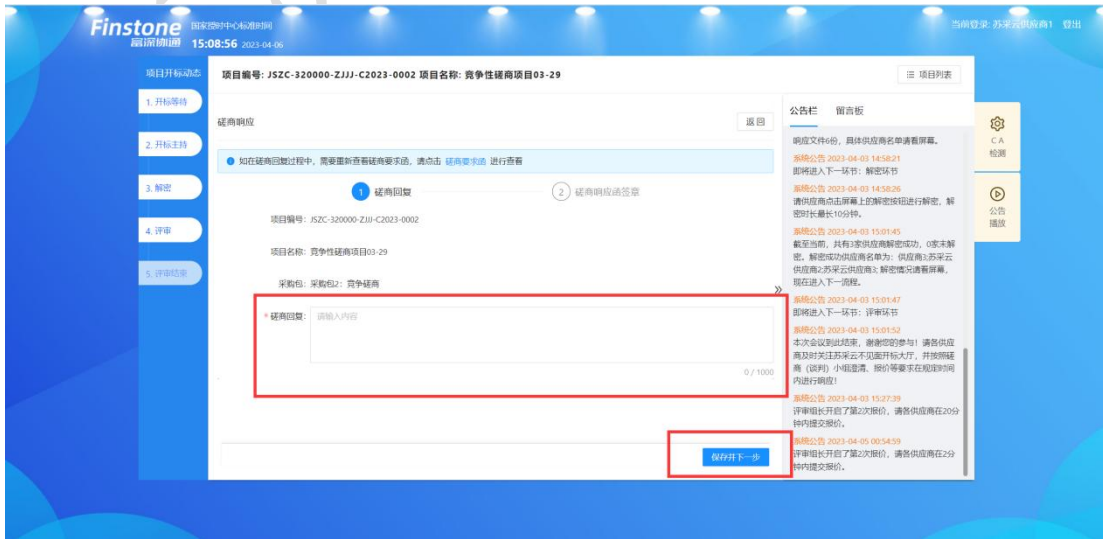 Finstone
富深协通
国家授时中心标准时间
15:08:56 2023-04-06
当前登录: 苏采云供应商1 登出
项目开标动态
1. 开标等待
2. 开标主持
3. 解密
4. 评审
5. 评审结束
项目编号: JSZC-320000-ZJJJ-C2023-0002 项目名称: 竞争性磋商项目03-29
项目列表
磋商响应
返回
如在磋商回复过程中，需要重新查看磋商要求函，请点击 磋商要求函 进行查看
1 磋商回复
2 磋商响应函签章
项目编号: JSZC-320000-ZJJJ-C2023-0002
项目名称: 竞争性磋商项目03-29
采购包: 采购包2：竞争磋商
* 磋商回复: 请输入内容
0 / 1000
保存并下一步
»
公告栏 留言板
响应文件6份，具体供应商名单请看屏幕。
系统公告 2023-04-03 14:58:21
即将进入下一环节：解密环节
系统公告 2023-04-03 14:58:26
请供应商点击屏幕上的解密按钮进行解密，解
密时长最长10分钟。
系统公告 2023-04-03 15:01:45
截至当前，共有3家供应商解密成功，0家未解
密。解密成功供应商名单为：供应商3;苏采云
供应商2;苏采云供应商3; 解密情况请看屏幕。
现在进入下一流程。
系统公告 2023-04-03 15:01:47
即将进入下一环节：评审环节
系统公告 2023-04-03 15:01:52
本次会议到此结束，谢谢您的参与！请各供应
商及时关注苏采云不见面开标大厅，并按照磋
商（谈判）小组澄清、报价等要求在规定时间
内进行响应！
系统公告 2023-04-03 15:27:39
评审组长开启了第2次报价，请各供应商在20分
钟内提交报价。
系统公告 2023-04-05 00:54:59
评审组长开启了第2次报价，请各供应商在2分
钟内提交报价。
CA
检测
公告
播放